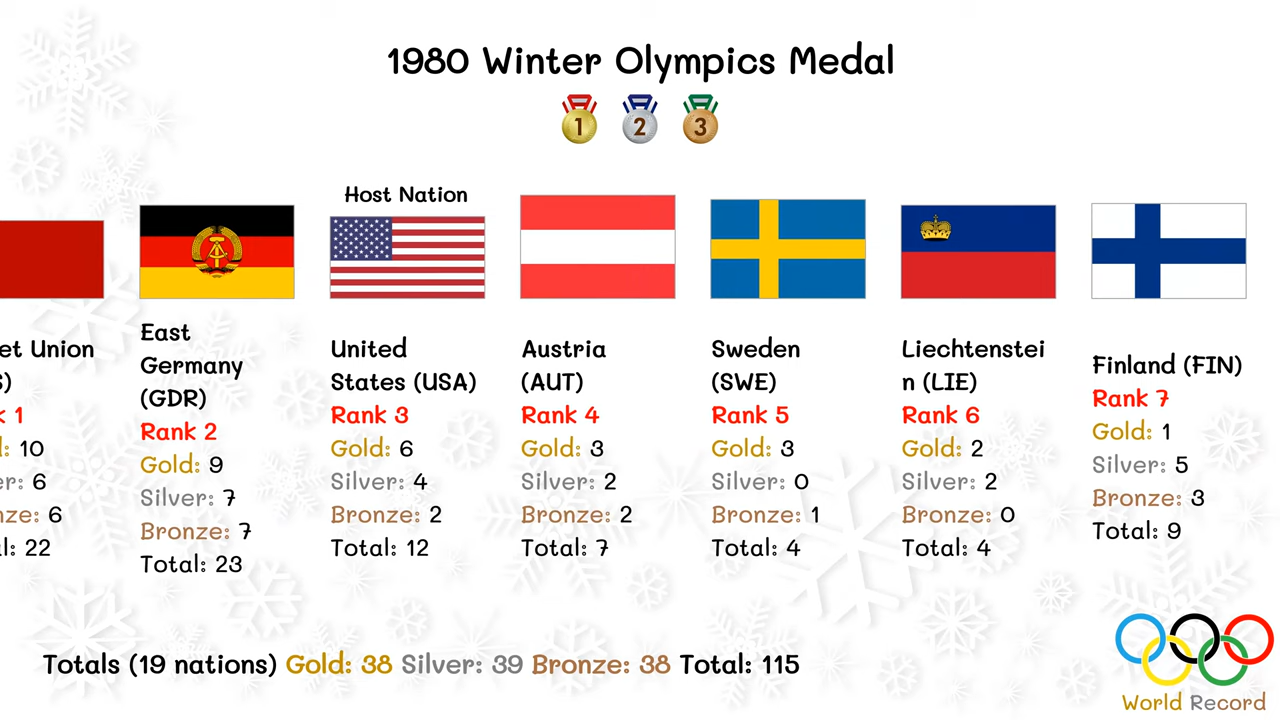 1980 Winter Olympics Medal
1 2 3
Host Nation
et Union
S)
k 1
d: 10
er: 6
nze: 6
l: 22
East
Germany
(GDR)
Rank 2
Gold: 9
Silver: 7
Bronze: 7
Total: 23
United
States (USA)
Rank 3
Gold: 6
Silver: 4
Bronze: 2
Total: 12
Austria
(AUT)
Rank 4
Gold: 3
Silver: 2
Bronze: 2
Total: 7
Sweden
(SWE)
Rank 5
Gold: 3
Silver: 0
Bronze: 1
Total: 4
Liechtenstei
n (LIE)
Rank 6
Gold: 2
Silver: 2
Bronze: 0
Total: 4
Finland (FIN)
Rank 7
Gold: 1
Silver: 5
Bronze: 3
Total: 9
Totals (19 nations) Gold: 38 Silver: 39 Bronze: 38 Total: 115
World Record